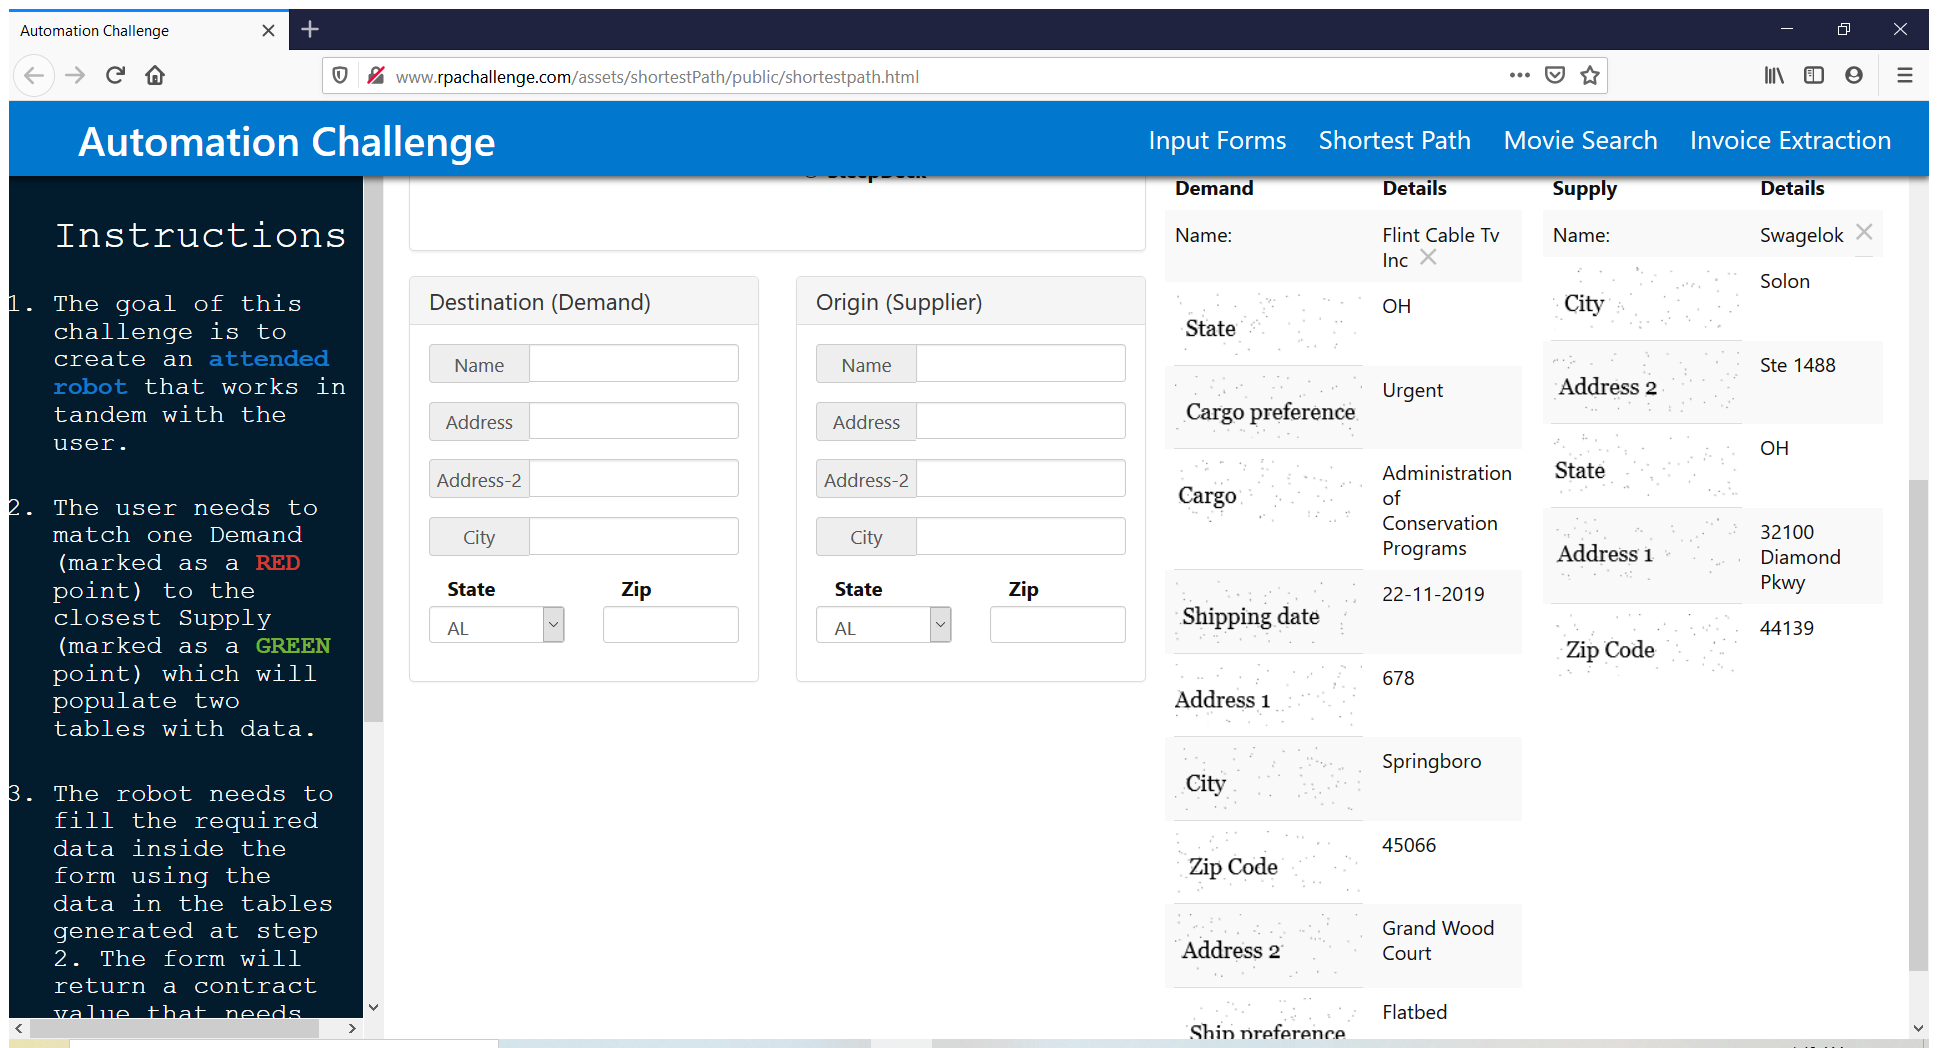 Automation Challenge
www.rpachallenge.com/assets/shortestPath/public/shortestpath.html
Automation Challenge
Input Forms
Shortest Path
Movie Search
Invoice Extraction
Instructions
1. The goal of this
challenge is to
create an attended
robot that works in
tandem with the
user.
2. The user needs to
match one Demand
(marked as a RED
point) to the
closest Supply
(marked as a GREEN
point) which will
populate two
tables with data.
3. The robot needs to
fill the required
data inside the
form using the
data in the tables
generated at step
2. The form will
return a contract
value that needs
Destination (Demand)
Name
Address
Address-2
City
State
Zip
AL
Origin (Supplier)
Name
Address
Address-2
City
State
Zip
AL
Demand Details
Name: Flint Cable Tv
Inc
State OH
Cargo preference Urgent
Cargo Administration
of
Conservation
Programs
Shipping date 22-11-2019
Address 1 678
City Springboro
Zip Code 45066
Address 2 Grand Wood
Court
Ship preference Flatbed
Supply Details
Name: Swagelok
City Solon
Address 2 Ste 1488
State OH
Address 1 32100
Diamond
Pkwy
Zip Code 44139